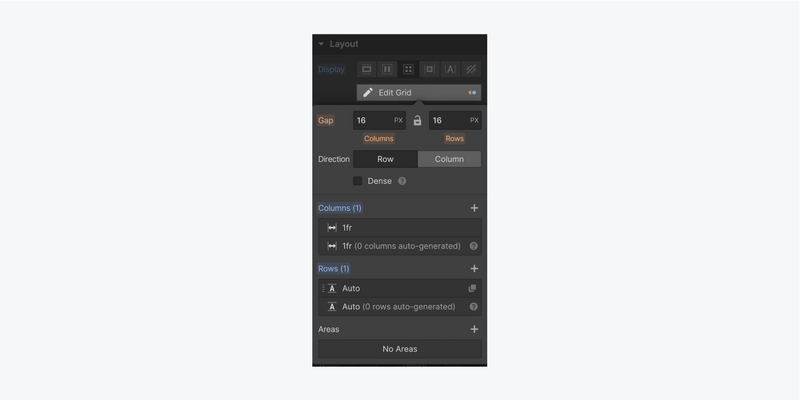 Layout
Display
Edit Grid
Gap 16 PX 16 PX
Columns Rows
Direction Row Column
Dense ?
Columns (1) +
1fr
1fr (0 columns auto-generated) ?
Rows (1) +
Auto
Auto (0 rows auto-generated) ?
Areas +
No Areas